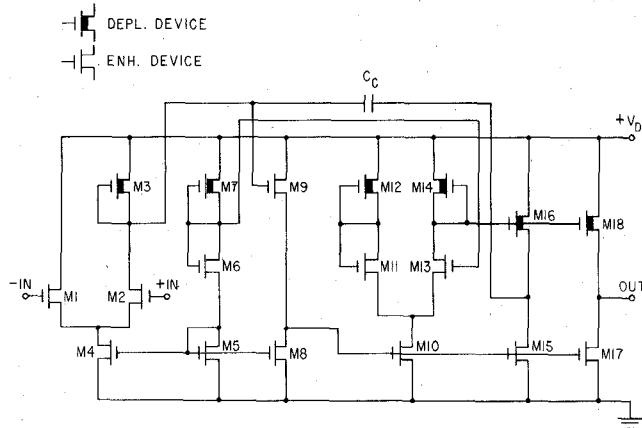 DEPL. DEVICE
ENH. DEVICE
CC
+VD
M3
M7
M9
M12
M14
M16
M18
M6
M11
M13
-IN
M1
M2
+IN
OUT
M4
M5
M8
M10
M15
M17